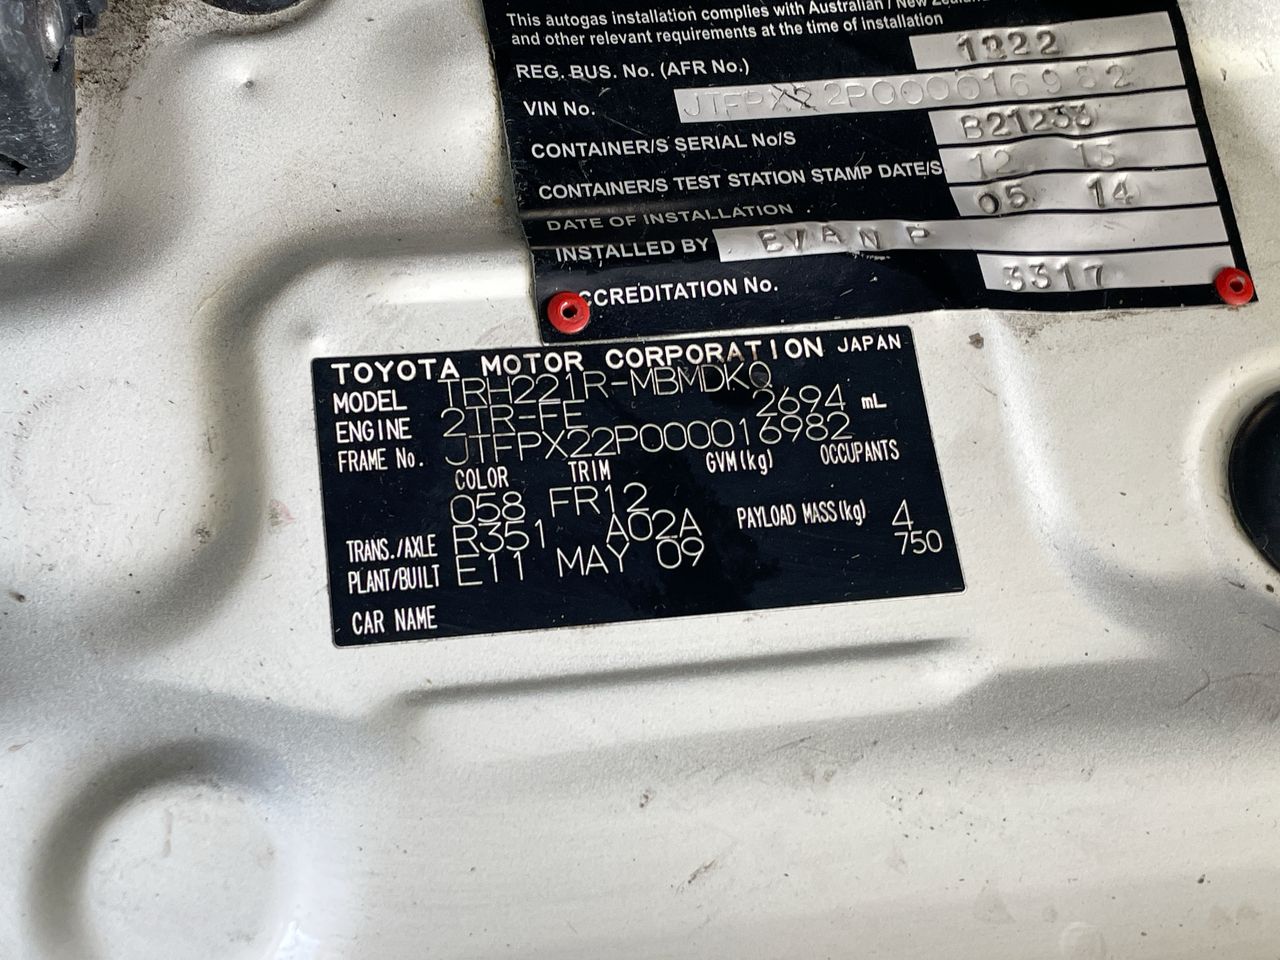 This autogas installation complies with Australian / New
and other relevant requirements at the time of installation
REG. BUS. No. (AFR No.) 1222
VIN No. JTFPX22P000016982
CONTAINER/S SERIAL No/S B21233
CONTAINER/S TEST STATION STAMP DATE/S 12 13
DATE OF INSTALLATION 05 14
INSTALLED BY EVAN P
ACCREDITATION No. 3317
TOYOTA MOTOR CORPORATION JAPAN
MODEL TRH221R-MBMDKQ
ENGINE 2TR-FE 2694 mL
FRAME No. JTFPX22P000016982
COLOR TRIM GVM(kg) OCCUPANTS
058 FR12 4
TRANS./AXLE R351 A02A PAYLOAD MASS(kg) 750
PLANT/BUILT E11 MAY 09
CAR NAME